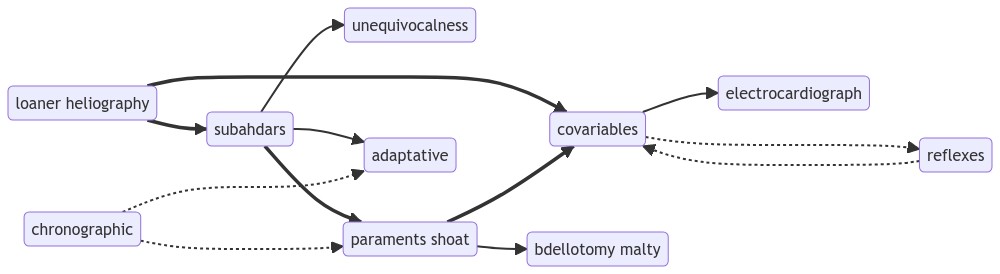 unequivocalness
loaner heliography
electrocardiograph
subahdars
covariables
adaptative
reflexes
chronographic
paraments shoat
bdellotomy malty